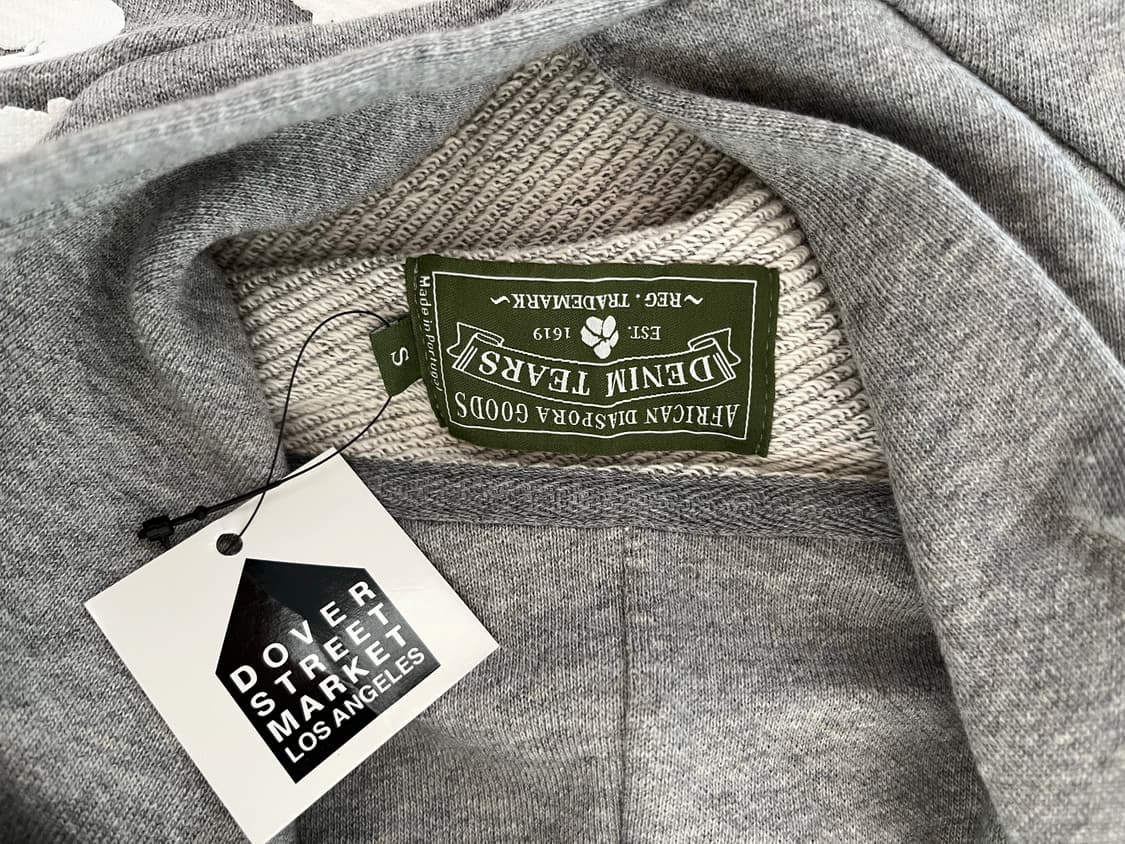 AFRICAN DIASPORA GOODS
DENIM TEARS
EST. 1619
~REG. TRADEMARK~
Made in Portugal
S
DOVER
STREET
MARKET
LOS ANGELES